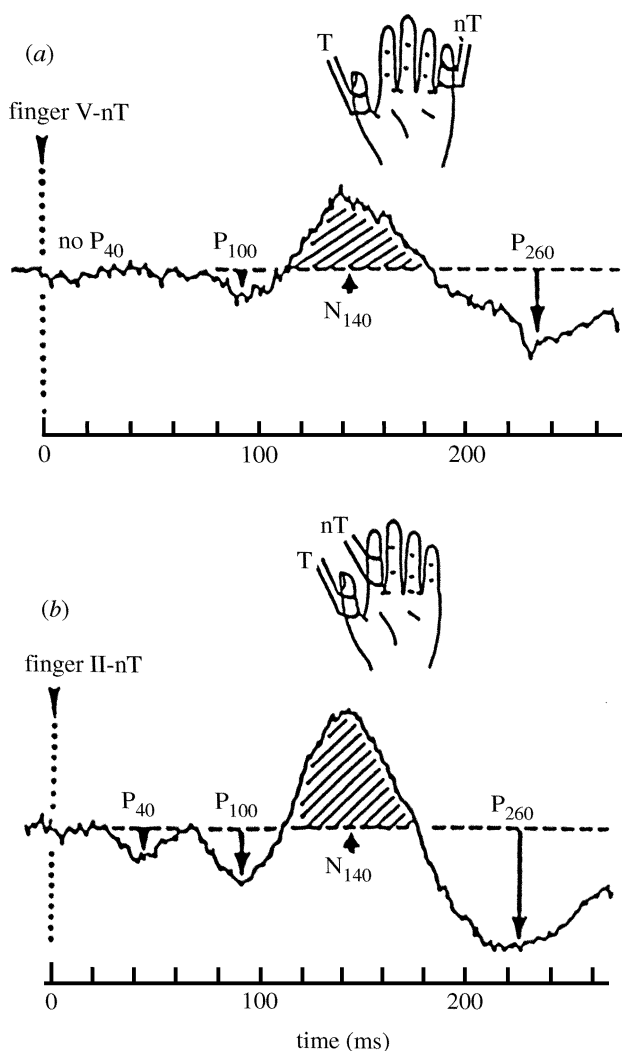 (a)
T
nT
finger V-nT
no P40
P100
P260
N140
0
100
200
nT
T
(b)
finger II-nT
P40
P100
P260
N140
0
100
200
time (ms)